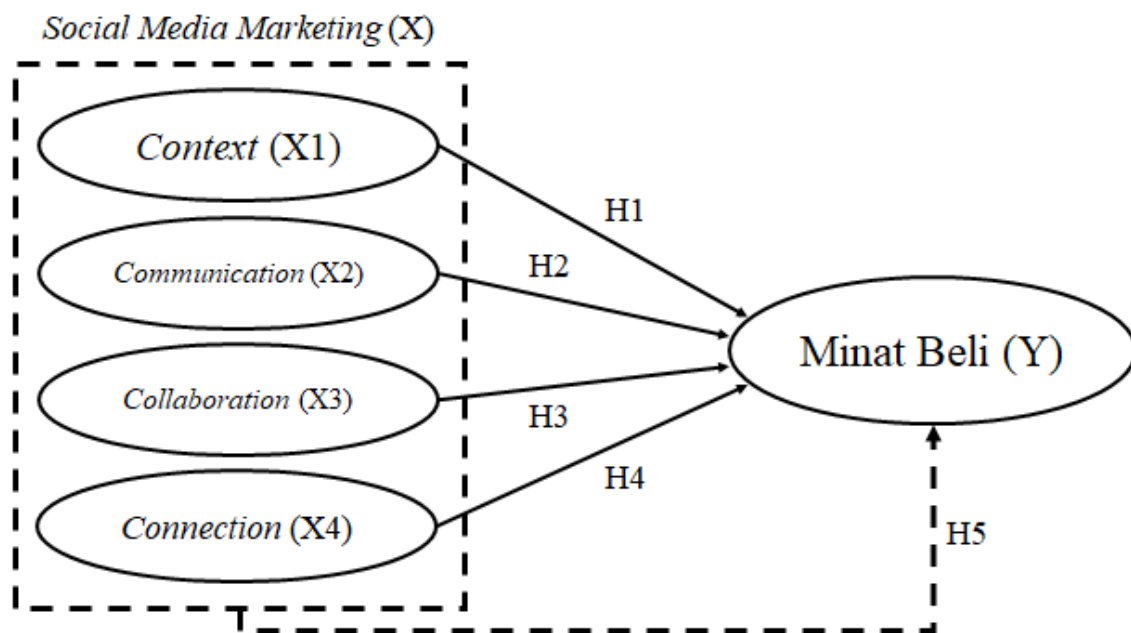 Social Media Marketing (X)
Context (X1)
H1
Communication (X2)
H2
Minat Beli (Y)
Collaboration (X3)
H3
H4
Connection (X4)
H5